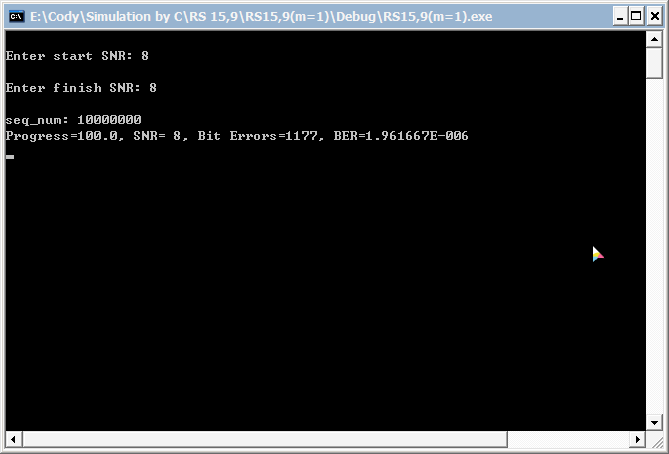 E:\Cody\Simulation by C\RS 15,9\RS15,9(m=1)\Debug\RS15,9(m=1).exe
Enter start SNR: 8
Enter finish SNR: 8
seq_num: 10000000
Progress=100.0, SNR= 8, Bit Errors=1177, BER=1.961667E-006